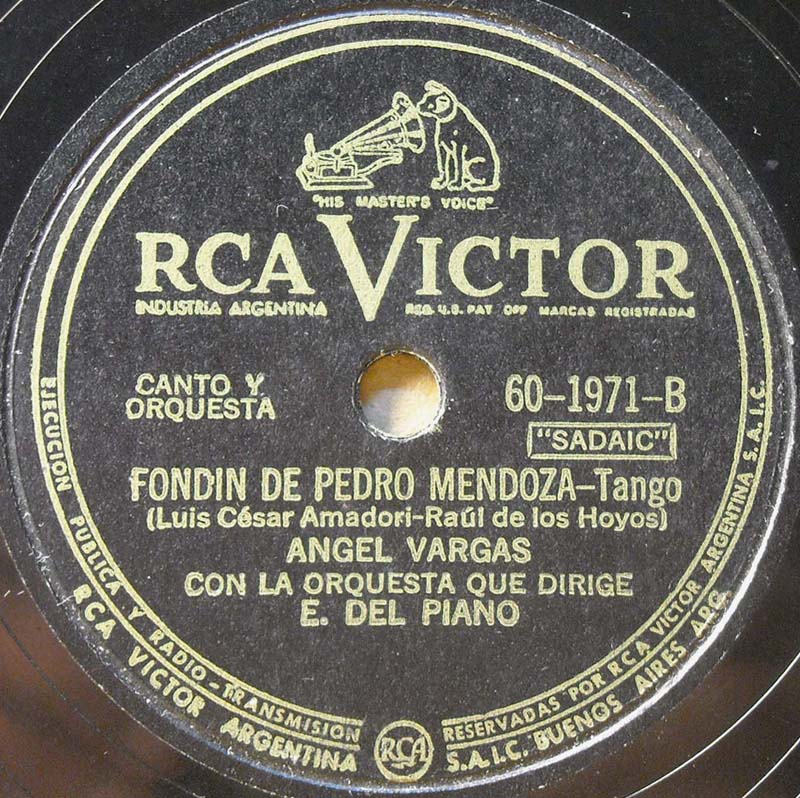 "HIS MASTER'S VOICE"
RCA VICTOR
INDUSTRIA ARGENTINA
REG. U.S. PAT OFF MARCAS REGISTRADAS
CANTO Y
ORQUESTA
60-1971-B
"SADAIC"
FONDIN DE PEDRO MENDOZA-Tango
(Luis César Amadori-Raúl de los Hoyos)
ANGEL VARGAS
CON LA ORQUESTA QUE DIRIGE
E. DEL PIANO
EJECUCIÓN PUBLICA Y RADIO-TRANSMISIÓN
RESERVADAS POR RCA VICTOR ARGENTINA S.A.I.C.
RCA VICTOR ARGENTINA
RCA
S.A.I.C. BUENOS AIRES ARG.